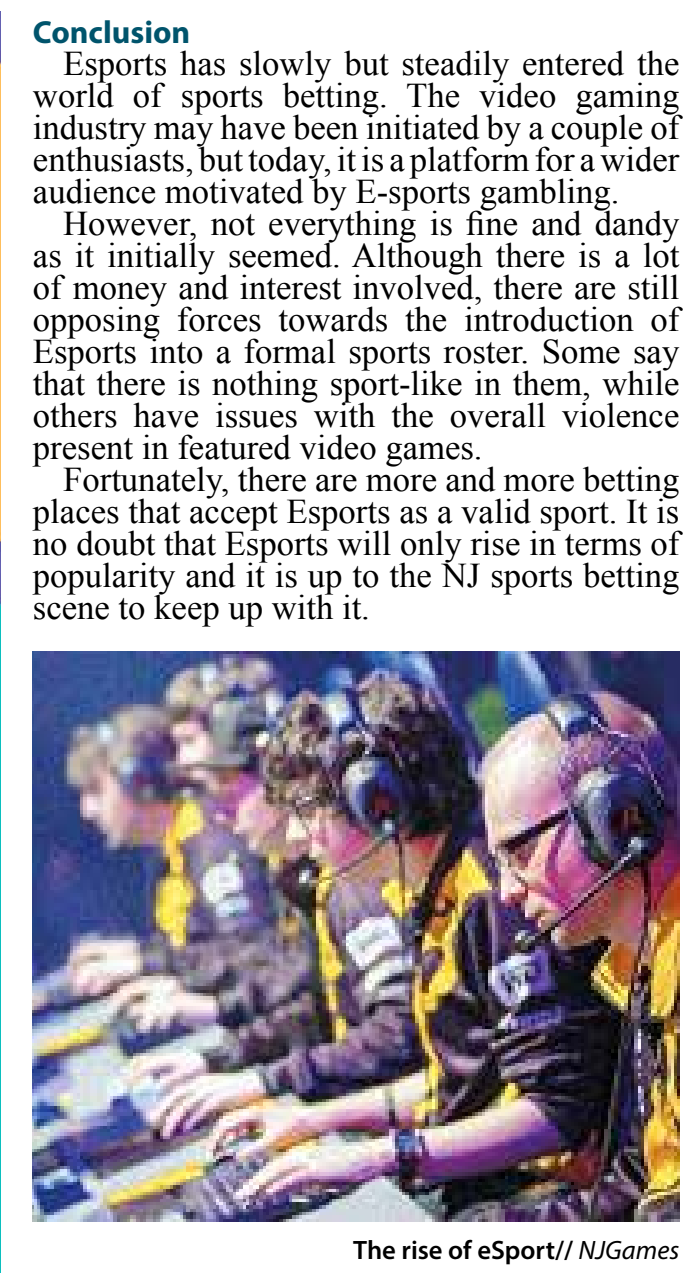 Conclusion
Esports has slowly but steadily entered the
world of sports betting. The video gaming
industry may have been initiated by a couple of
enthusiasts, but today, it is a platform for a wider
audience motivated by E-sports gambling.
However, not everything is fine and dandy
as it initially seemed. Although there is a lot
of money and interest involved, there are still
opposing forces towards the introduction of
Esports into a formal sports roster. Some say
that there is nothing sport-like in them, while
others have issues with the overall violence
present in featured video games.
Fortunately, there are more and more betting
places that accept Esports as a valid sport. It is
no doubt that Esports will only rise in terms of
popularity and it is up to the NJ sports betting
scene to keep up with it.
The rise of eSport// NJGames